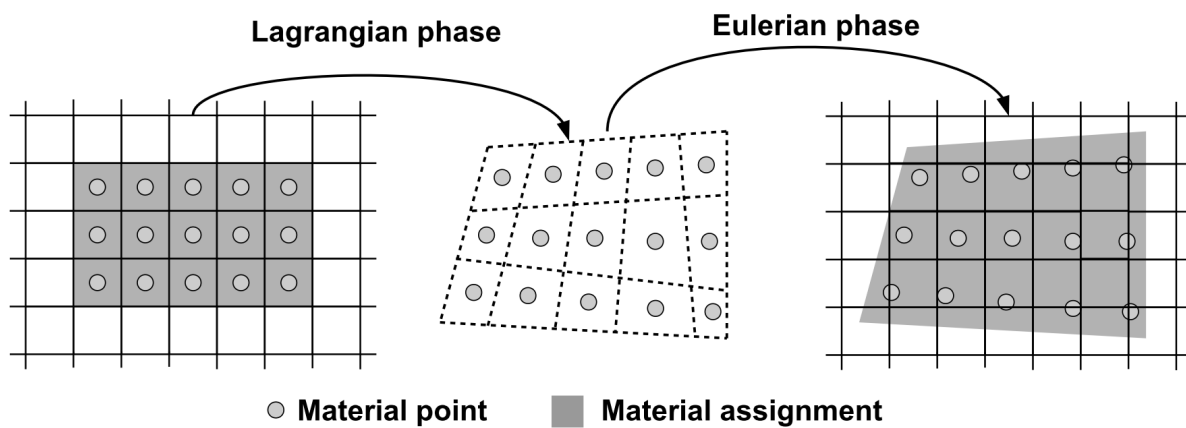 Lagrangian phase
Eulerian phase
Material point
Material assignment